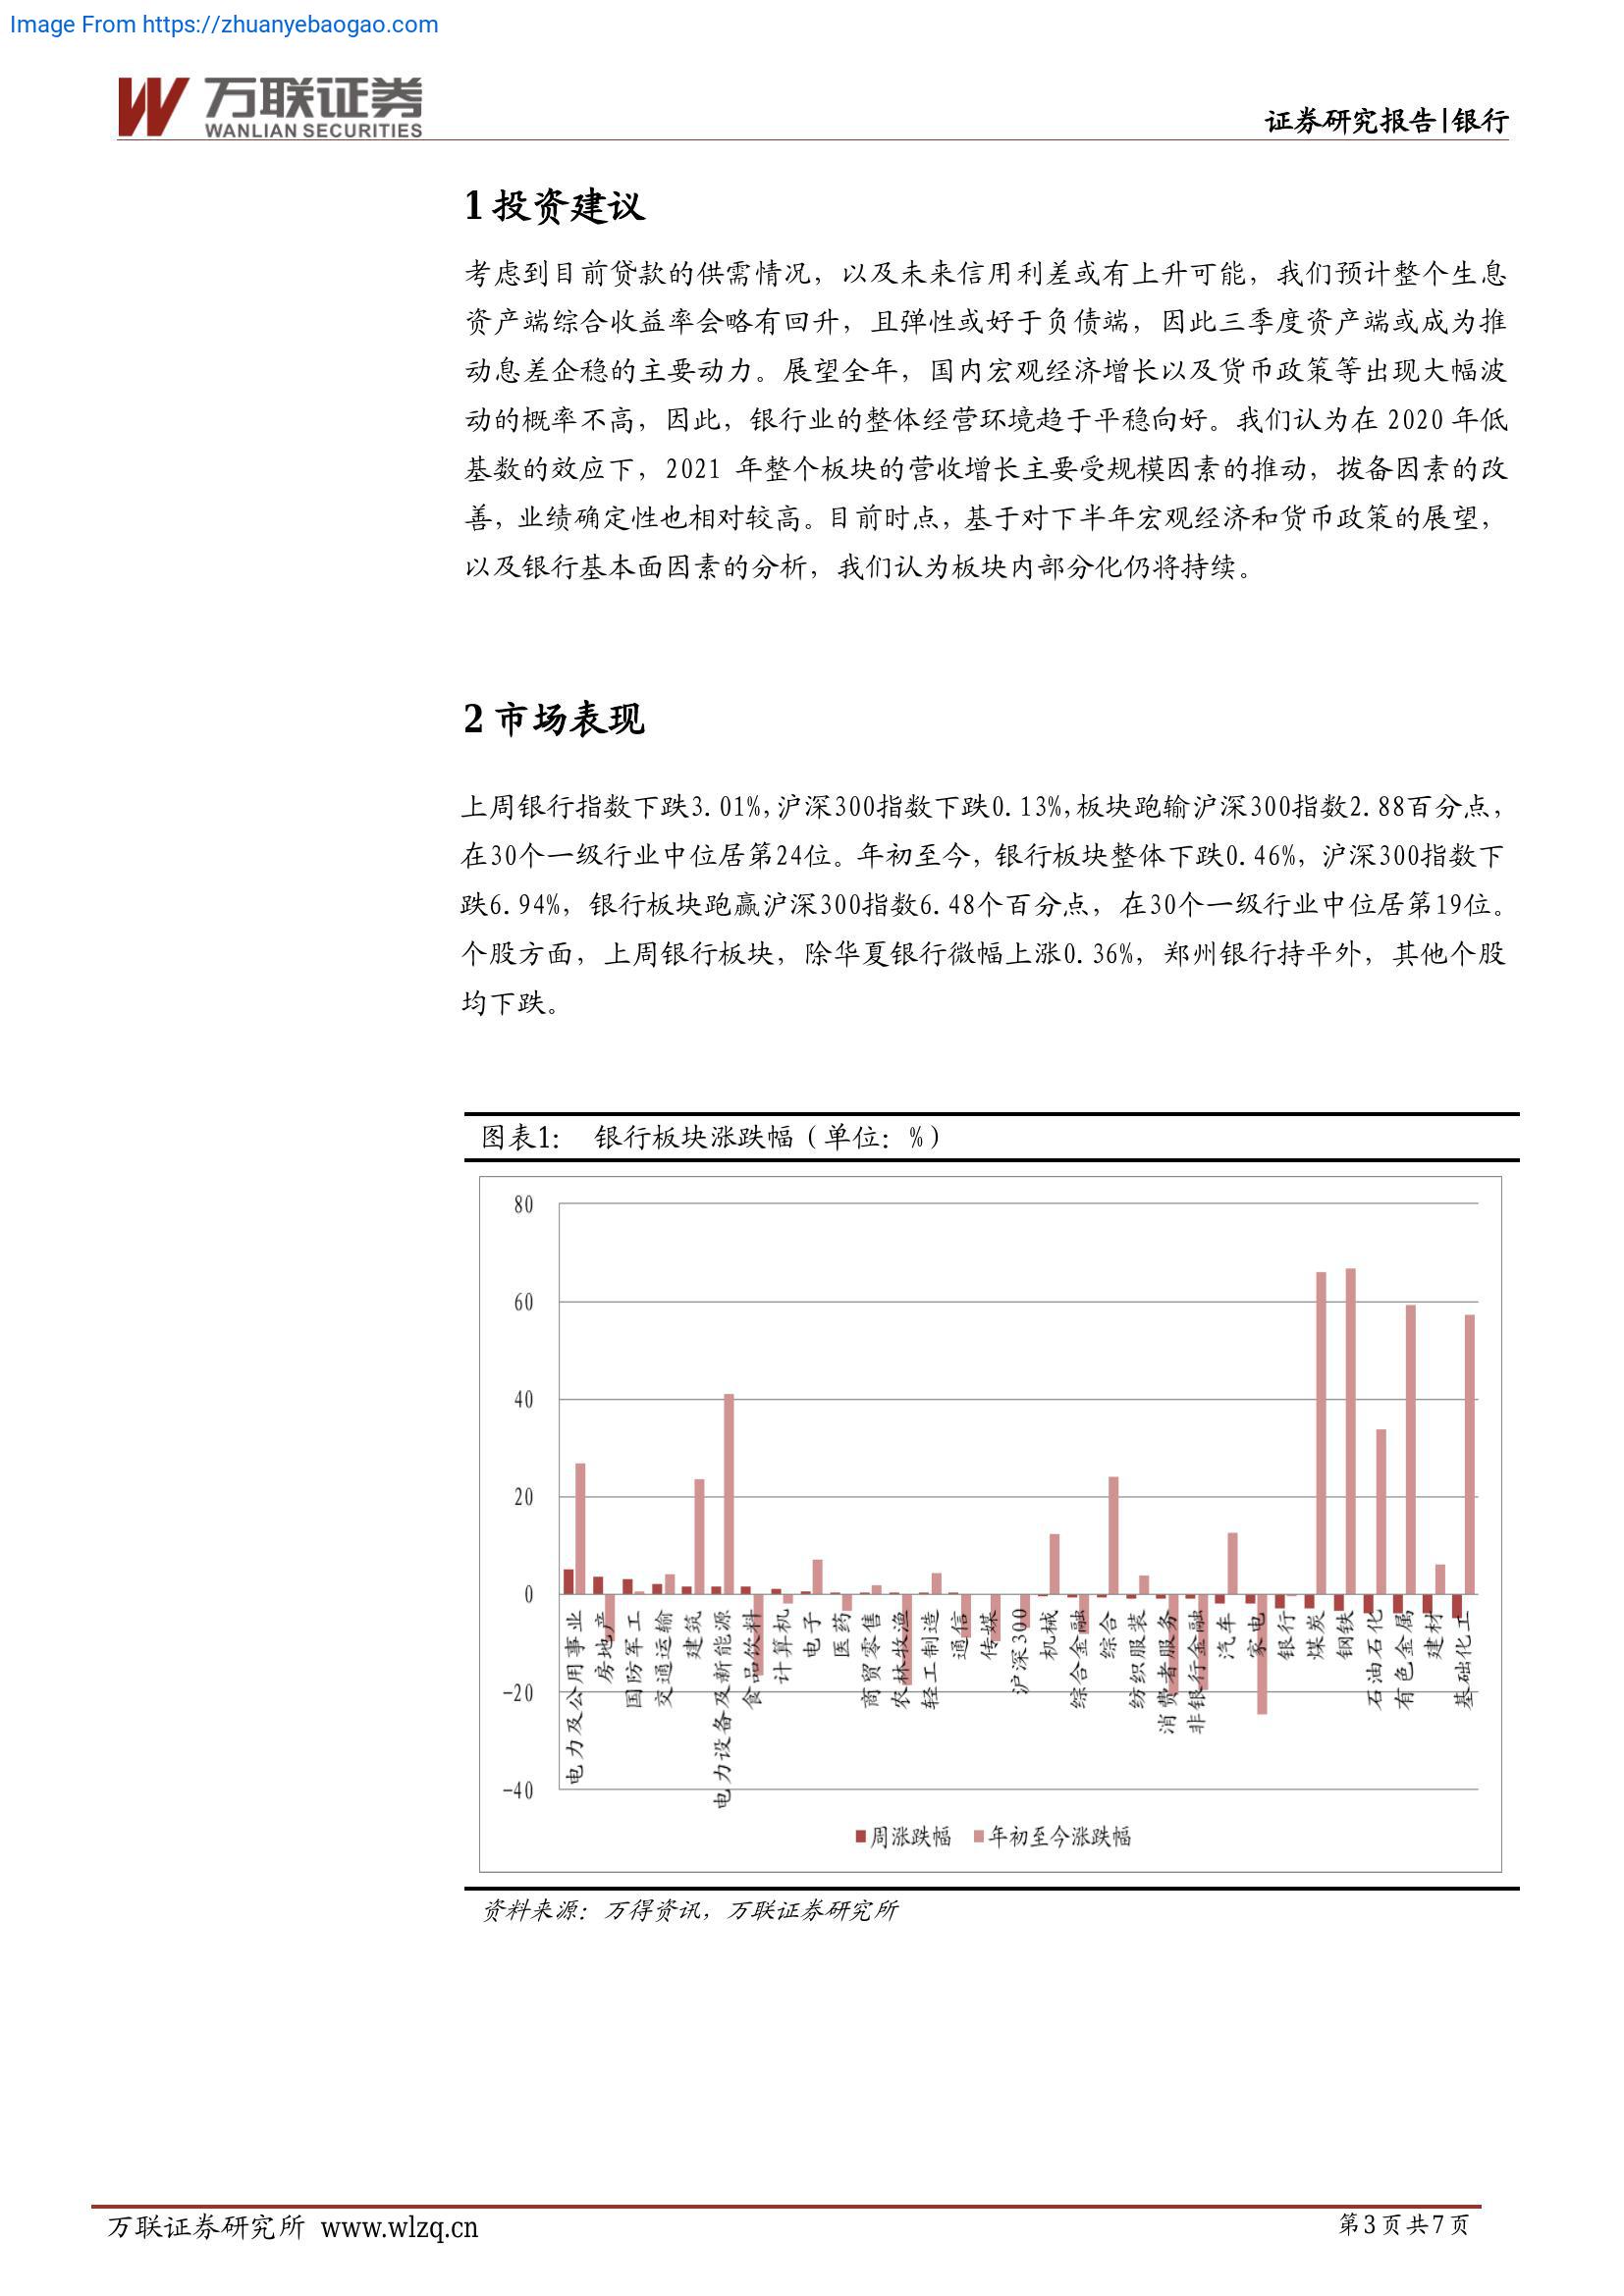 Image From https://zhuanyebaogao.com
万联证券
WANLIAN SECURITIES
证券研究报告|银行
1 投资建议
考虑到目前贷款的供需情况，以及未来信用利差或有上升可能，我们预计整个生息
资产端综合收益率会略有回升，且弹性或好于负债端，因此三季度资产端或成为推
动息差企稳的主要动力。展望全年，国内宏观经济增长以及货币政策等出现大幅波
动的概率不高，因此，银行业的整体经营环境趋于平稳向好。我们认为在 2020 年低
基数的效应下，2021 年整个板块的营收增长主要受规模因素的推动，拨备因素的改
善，业绩确定性也相对较高。目前时点，基于对下半年宏观经济和货币政策的展望，
以及银行基本面因素的分析，我们认为板块内部分化仍将持续。
2 市场表现
上周银行指数下跌3.01%，沪深300指数下跌0.13%，板块跑输沪深300指数2.88百分点，
在30个一级行业中位居第24位。年初至今，银行板块整体下跌0.46%，沪深300指数下
跌6.94%，银行板块跑赢沪深300指数6.48个百分点，在30个一级行业中位居第19位。
个股方面，上周银行板块，除华夏银行微幅上涨0.36%，郑州银行持平外，其他个股
均下跌。
图表1： 银行板块涨跌幅（单位：%）
80
60
40
20
0
-20
-40
电力及公用事业
房地产
国防军工
交通运输
建筑
电力设备及新能源
食品饮料
计算机
电子
医药
商贸零售
农林牧渔
轻工制造
通信
传媒
沪深300
机械
综合金融
综合
纺织服装
消费者服务
非银行金融
汽车
家电
银行
煤炭
钢铁
石油石化
有色金属
建材
基础化工
周涨跌幅
年初至今涨跌幅
资料来源：万得资讯，万联证券研究所
万联证券研究所 www.wlzq.cn
第3页共7页